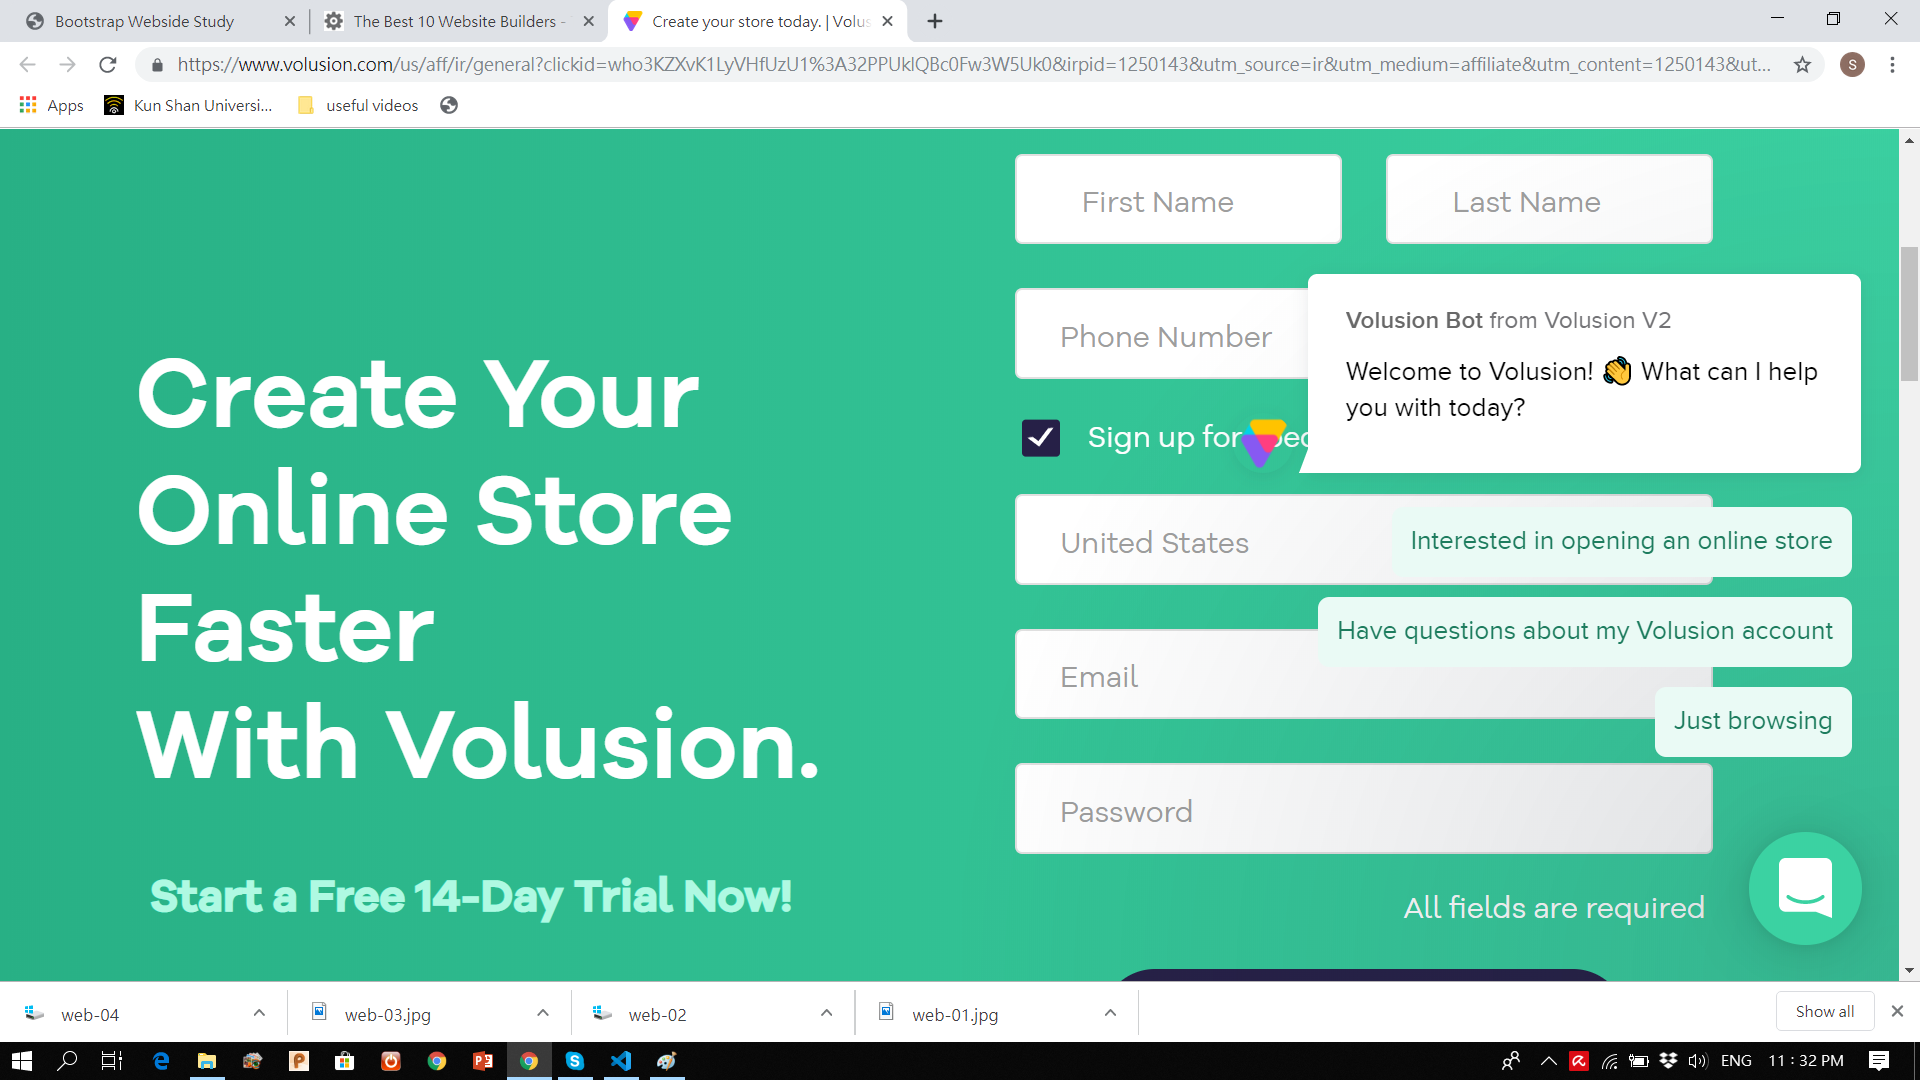 Bootstrap Webside Study
The Best 10 Website Builders -
Create your store today. | Volus
https://www.volusion.com/us/aff/ir/general?clickid=who3KZXvK1LyVHfUzU1%3A32PPUklQBc0Fw3W5Uk0&irpid=1250143&utm_source=ir&utm_medium=affiliate&utm_content=1250143&ut...
S
Apps
Kun Shan Universi...
useful videos
Create Your
Online Store
Faster
With Volusion.
Start a Free 14-Day Trial Now!
First Name
Last Name
Phone Number
Sign up for
United States
Email
Password
All fields are required
Volusion Bot from Volusion V2
Welcome to Volusion! 👋 What can I help
you with today?
Interested in opening an online store
Have questions about my Volusion account
Just browsing
web-04
web-03.jpg
web-02
web-01.jpg
Show all
ENG
11 : 32 PM